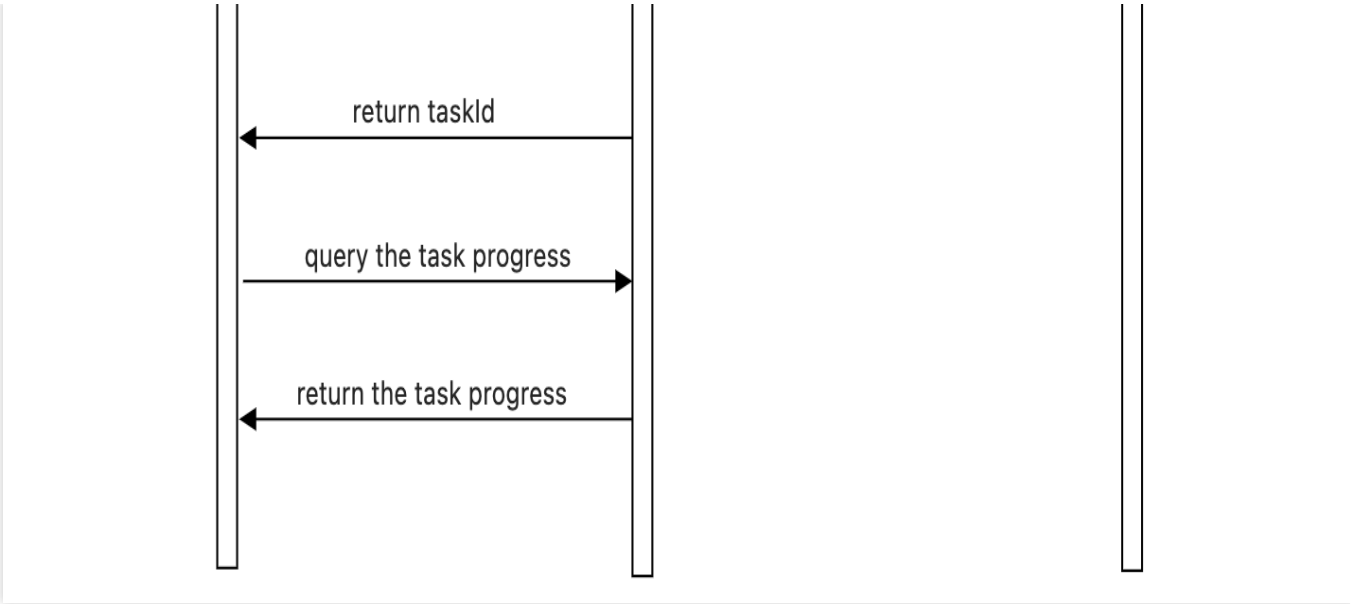 return taskId
query the task progress
return the task progress